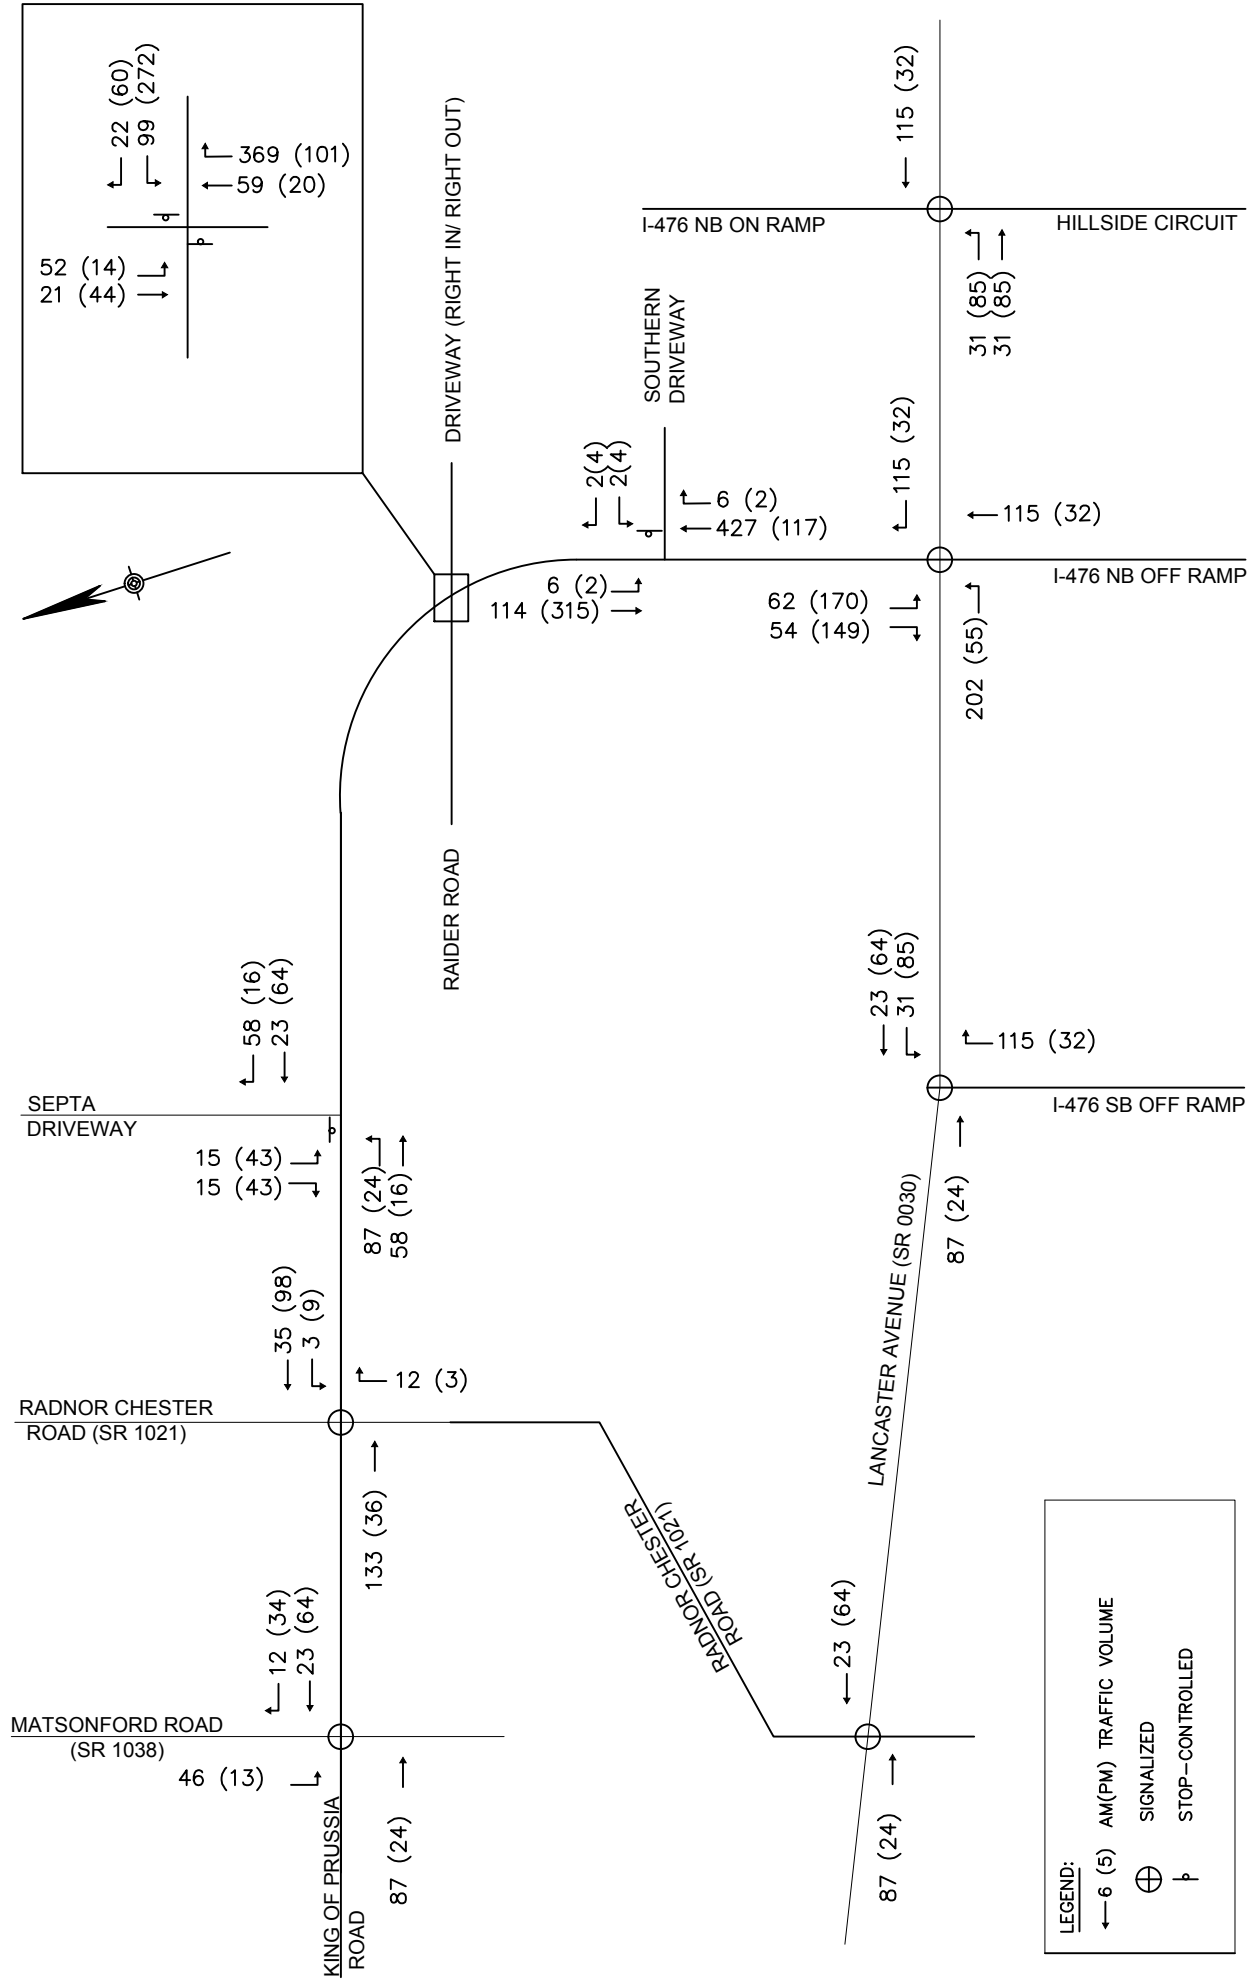 22 (60)
99 (272)
369 (101)
59 (20)
52 (14)
21 (44)
DRIVEWAY (RIGHT IN/ RIGHT OUT)
115 (32)
I-476 NB ON RAMP
HILLSIDE CIRCUIT
31 (85)
31 (85)
SOUTHERN
DRIVEWAY
2(4)
2(4)
6 (2)
427 (117)
115 (32)
115 (32)
6 (2)
114 (315)
62 (170)
54 (149)
I-476 NB OFF RAMP
202 (55)
RAIDER ROAD
58 (16)
23 (64)
SEPTA
DRIVEWAY
15 (43)
15 (43)
87 (24)
58 (16)
23 (64)
31 (85)
115 (32)
I-476 SB OFF RAMP
87 (24)
LANCASTER AVENUE (SR 0030)
35 (98)
3 (9)
12 (3)
RADNOR CHESTER
ROAD (SR 1021)
133 (36)
RADNOR CHESTER
ROAD (SR 1021)
12 (34)
23 (64)
MATSONFORD ROAD
(SR 1038)
46 (13)
87 (24)
KING OF PRUSSIA
ROAD
23 (64)
87 (24)
LEGEND:
6 (5) AM(PM) TRAFFIC VOLUME
SIGNALIZED
STOP-CONTROLLED